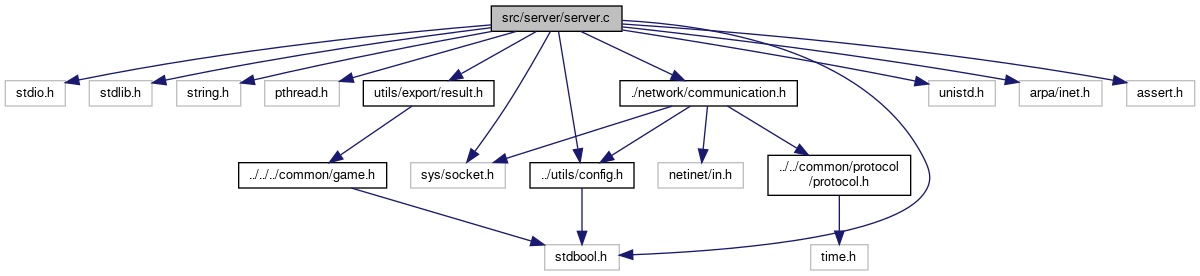 src/server/server.c
stdio.h
stdlib.h
string.h
pthread.h
utils/export/result.h
./network/communication.h
unistd.h
arpa/inet.h
assert.h
../../../common/game.h
sys/socket.h
../utils/config.h
netinet/in.h
../../common/protocol
/protocol.h
stdbool.h
time.h